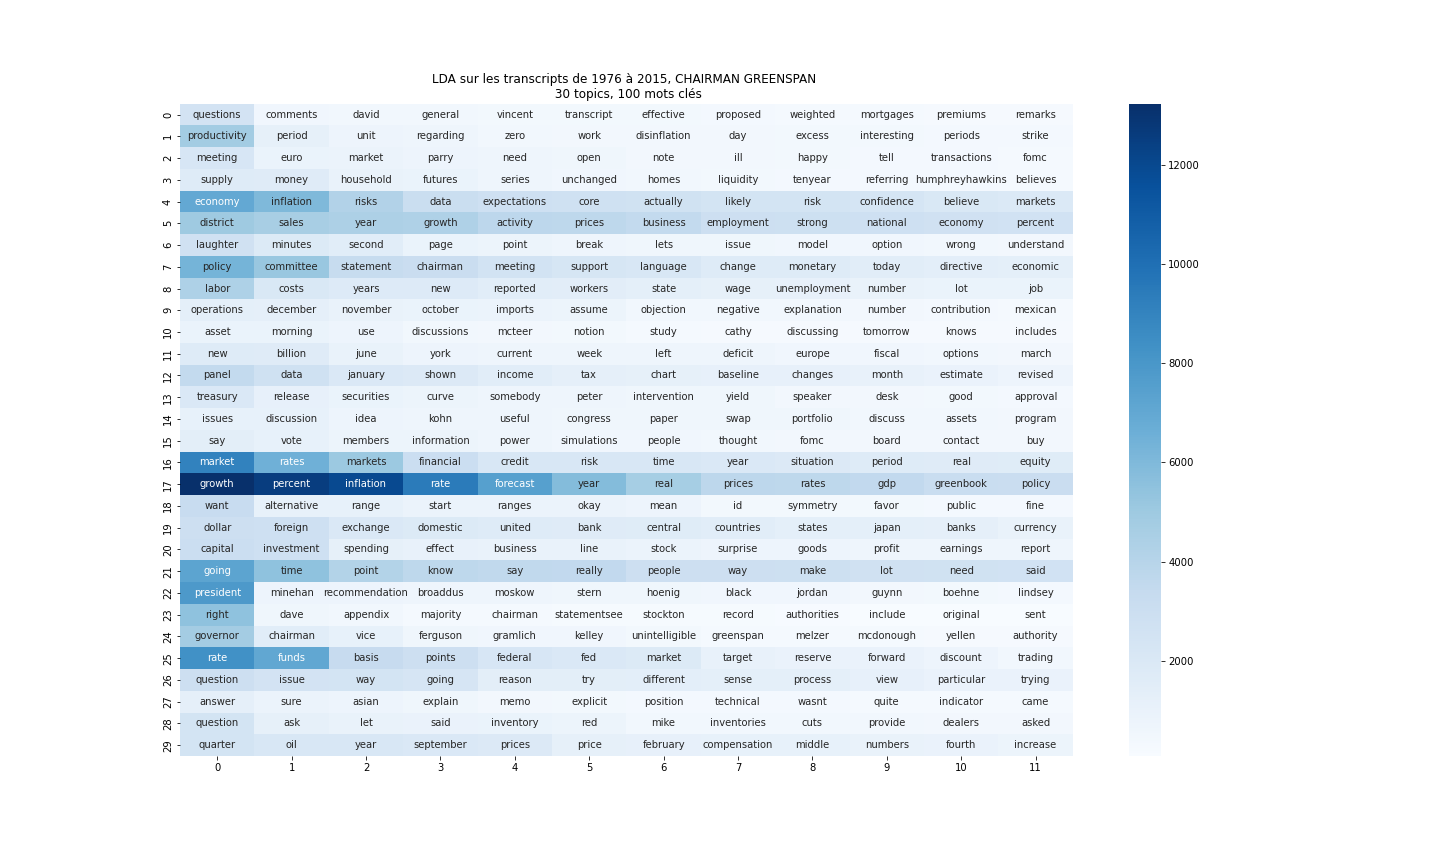 LDA sur les transcripts de 1976 à 2015, CHAIRMAN GREENSPAN
30 topics, 100 mots clés
0 questions comments david general vincent transcript effective proposed weighted mortgages premiums remarks
1 productivity period unit regarding zero work disinflation day excess interesting periods strike
2 meeting euro market parry need open note ill happy tell transactions fomc
3 supply money household futures series unchanged homes liquidity tenyear referring humphreyhawkins believes
4 economy inflation risks data expectations core actually likely risk confidence believe markets
5 district sales year growth activity prices business employment strong national economy percent
6 laughter minutes second page point break lets issue model option wrong understand
7 policy committee statement chairman meeting support language change monetary today directive economic
8 labor costs years new reported workers state wage unemployment number lot job
9 operations december november october imports assume objection negative explanation number contribution mexican
10 asset morning use discussions mcteer notion study cathy discussing tomorrow knows includes
11 new billion june york current week left deficit europe fiscal options march
12 panel data january shown income tax chart baseline changes month estimate revised
13 treasury release securities curve somebody peter intervention yield speaker desk good approval
14 issues discussion idea kohn useful congress paper swap portfolio discuss assets program
15 say vote members information power simulations people thought fomc board contact buy
16 market rates markets financial credit risk time year situation period real equity
17 growth percent inflation rate forecast year real prices rates gdp greenbook policy
18 want alternative range start ranges okay mean id symmetry favor public fine
19 dollar foreign exchange domestic united bank central countries states japan banks currency
20 capital investment spending effect business line stock surprise goods profit earnings report
21 going time point know say really people way make lot need said
22 president minehan recommendation broaddus moskow stern hoenig black jordan guynn boehne lindsey
23 right dave appendix majority chairman statementsee stockton record authorities include original sent
24 governor chairman vice ferguson gramlich kelley unintelligible greenspan melzer mcdonough yellen authority
25 rate funds basis points federal fed market target reserve forward discount trading
26 question issue way going reason try different sense process view particular trying
27 answer sure asian explain memo explicit position technical wasnt quite indicator came
28 question ask let said inventory red mike inventories cuts provide dealers asked
29 quarter oil year september prices price february compensation middle numbers fourth increase
0 1 2 3 4 5 6 7 8 9 10 11
12000
10000
8000
6000
4000
2000